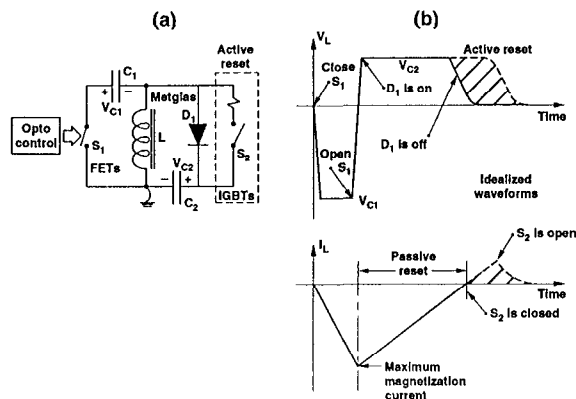 (a)
C1
+ −
VC1
Opto
control
S1
FETs
Metglas
L
D1
Active
reset
S2
VC2
− +
C2
IGBTs
(b)
VL
Close
S1
VC2
Active reset
D1 is on
Time
D1 is off
Open
S1
VC1
Idealized
waveforms
IL
Passive
reset
S2 is open
Time
S2 is closed
Maximum
magnetization
current